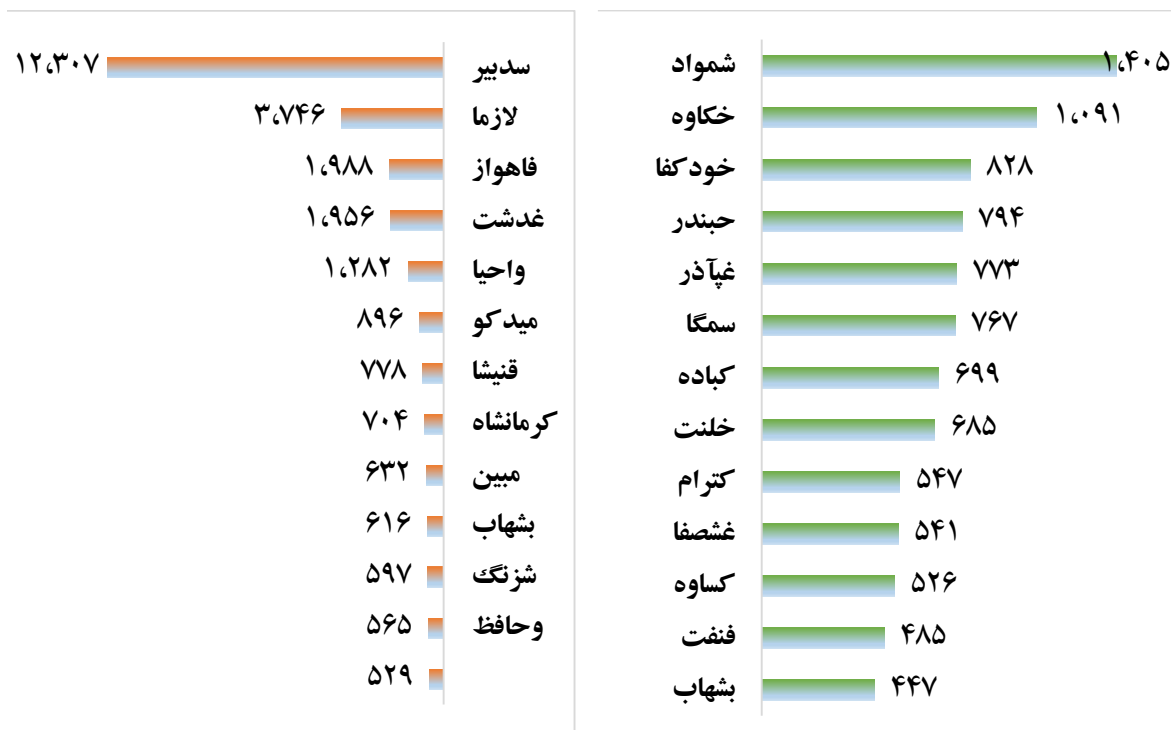 شمواد ۱،۴۰۵
خکاوه ۱،۰۹۱
خودکفا ۸۲۸
حبندر ۷۹۴
غپآذر ۷۷۳
سمگا ۷۶۷
کباده ۶۹۹
خلنت ۶۸۵
کترام ۵۴۷
غشصفا ۵۴۱
کساوه ۵۲۶
فنفت ۴۸۵
بشهاب ۴۴۷
سدبیر ۱۲،۳۰۷
لازما ۳،۷۴۶
فاهواز ۱،۹۸۸
غدشت ۱،۹۵۶
واحیا ۱،۲۸۲
میدکو ۸۹۶
قنیشا ۷۷۸
کرمانشاه ۷۰۴
مبین ۶۳۲
بشهاب ۶۱۶
شزنگ ۵۹۷
وحافظ ۵۶۵
۵۲۹